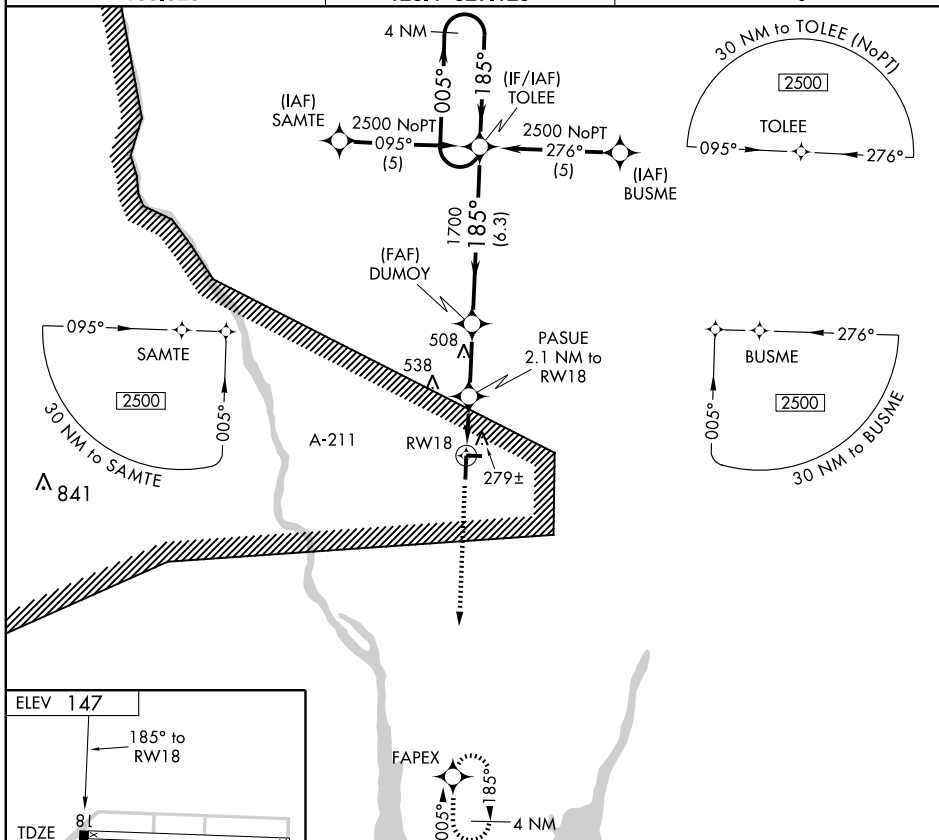 4 NM
005°
185°
(IF/IAF)
TOLEE
(IAF)
SAMTE
2500 NoPT
095°
(5)
2500 NoPT
276°
(5)
(IAF)
BUSME
30 NM to TOLEE (NoPT)
2500
TOLEE
095°
276°
1700
185°
(6.3)
(FAF)
DUMOY
508
PASUE
2.1 NM to
RW18
538
095°
SAMTE
2500
005°
30 NM to SAMTE
841
A-211
RW18
279±
BUSME
276°
005°
2500
30 NM to BUSME
ELEV 147
185° to
RW18
18
TDZE
FAPEX
005°
185°
4 NM